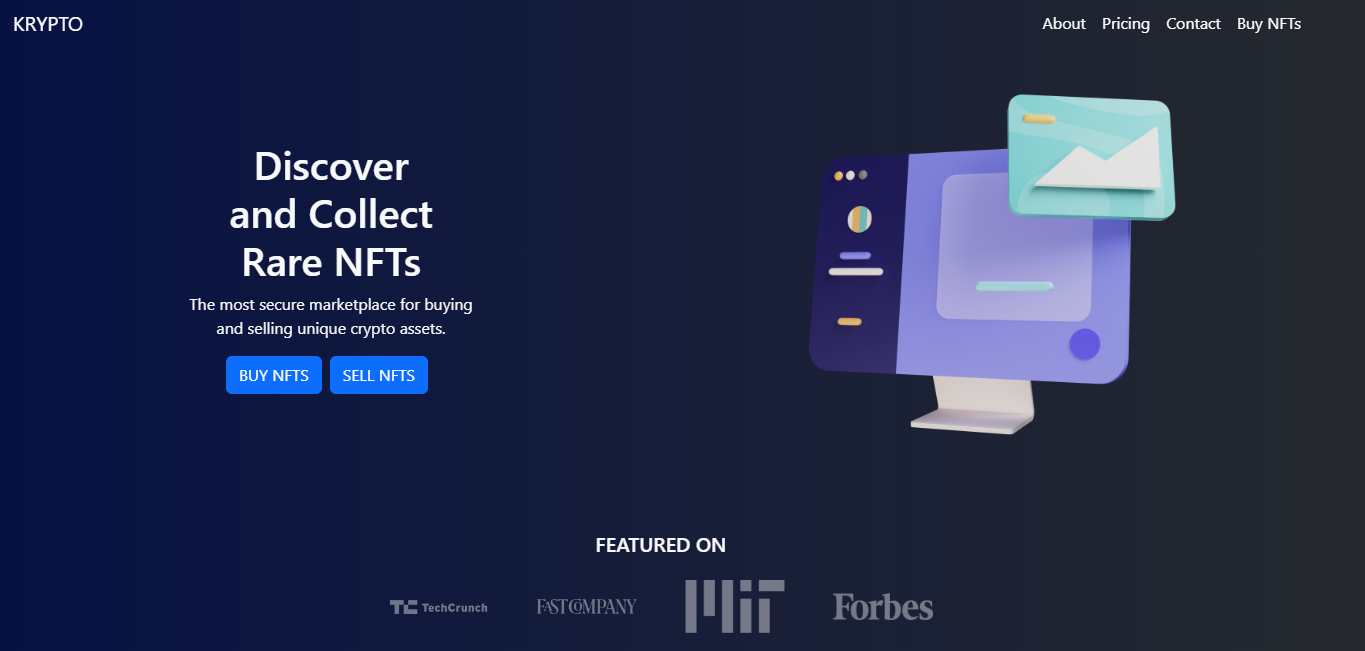 KRYPTO
About Pricing Contact Buy NFTs
Discover
and Collect
Rare NFTs
The most secure marketplace for buying
and selling unique crypto assets.
BUY NFTS SELL NFTS
FEATURED ON
TC TechCrunch FAST COMPANY MIT Forbes